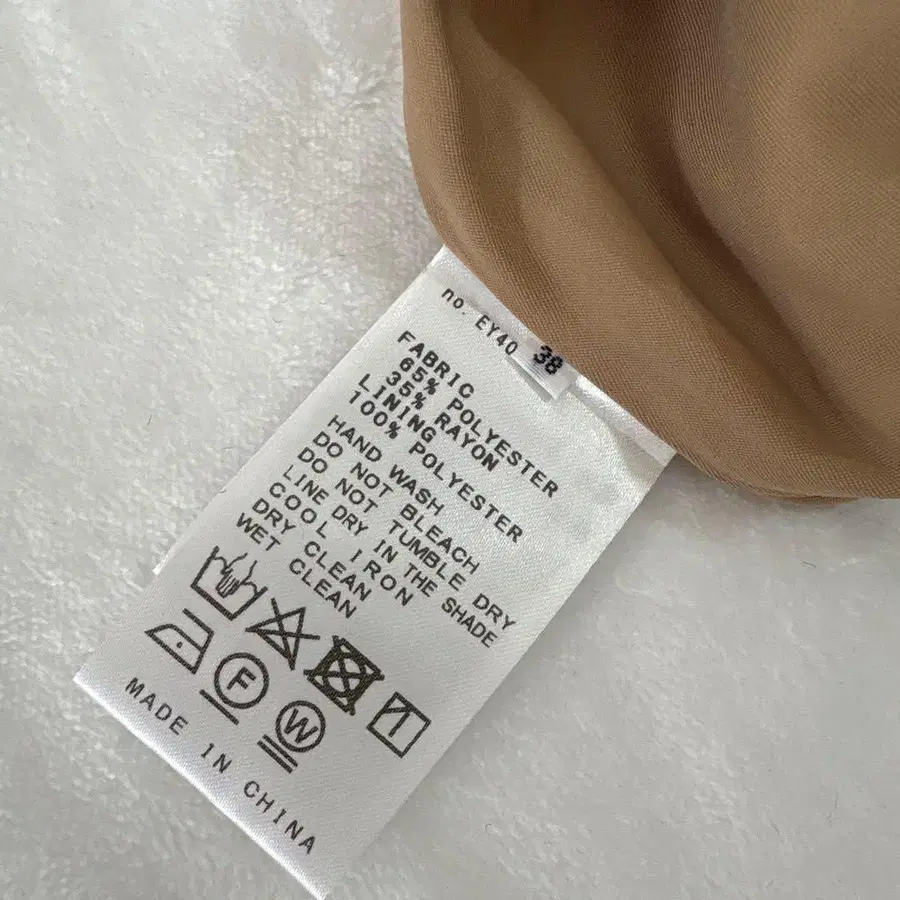 no. EY40
38
FABRIC
65% POLYESTER
35% RAYON
LINING
100% POLYESTER
HAND WASH
DO NOT BLEACH
DO NOT TUMBLE DRY
LINE DRY IN THE SHADE
COOL IRON
DRY CLEAN
WET CLEAN
F
W
MADE IN CHINA